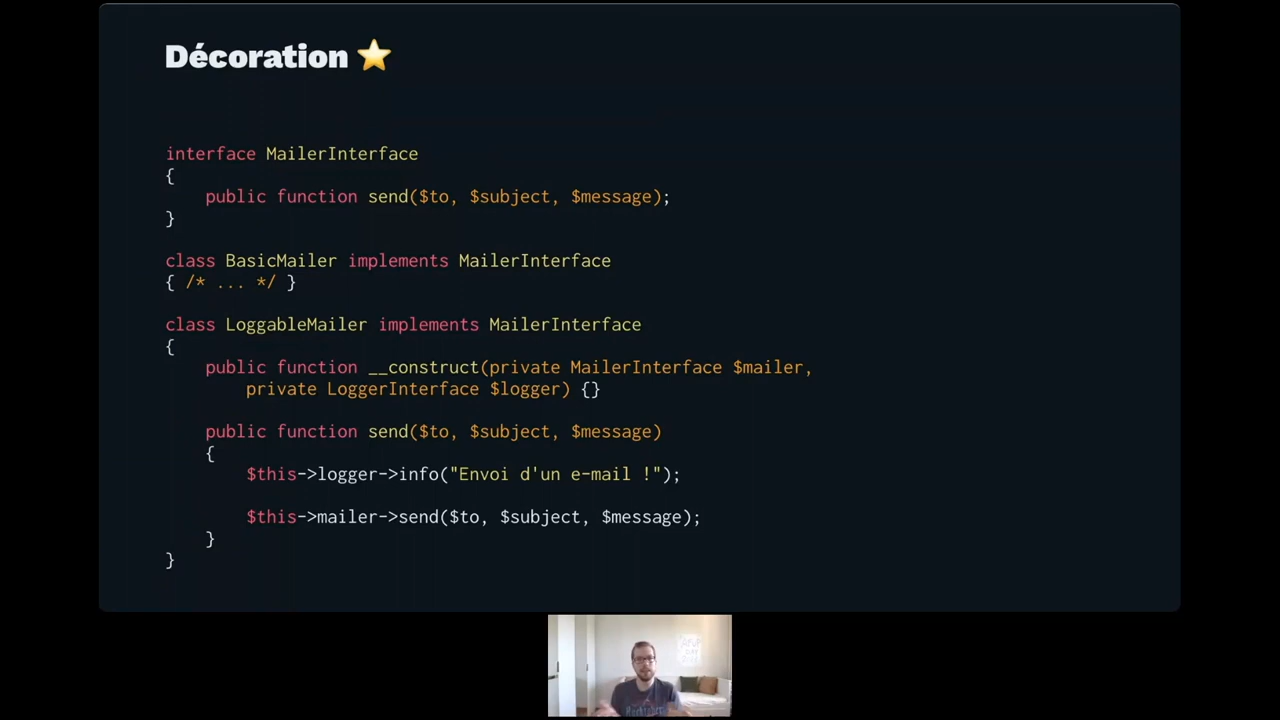 Décoration
interface MailerInterface
{
public function send($to, $subject, $message);
}
class BasicMailer implements MailerInterface
{ /* ... */ }
class LoggableMailer implements MailerInterface
{
public function __construct(private MailerInterface $mailer,
private LoggerInterface $logger) {}
public function send($to, $subject, $message)
{
$this->logger->info("Envoi d'un e-mail !");
$this->mailer->send($to, $subject, $message);
}
}